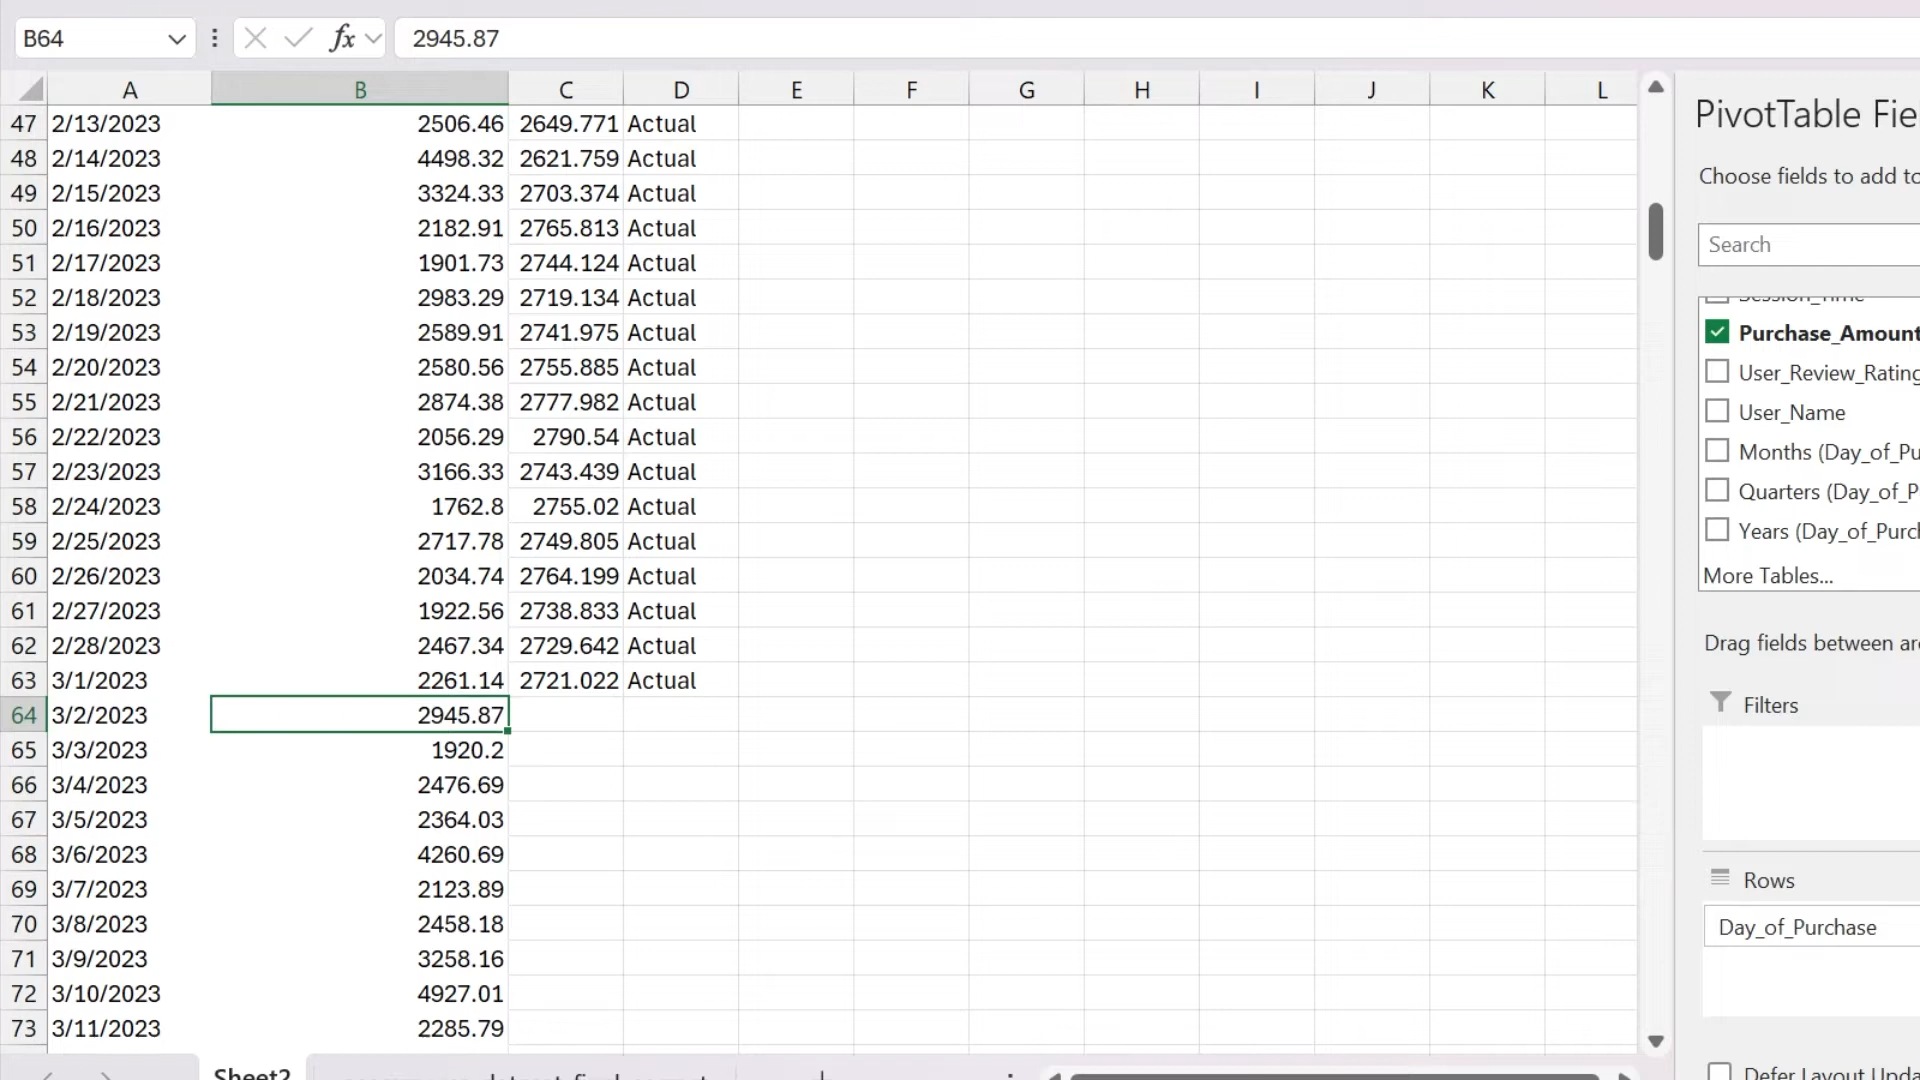 B64 fx 2945.87
A B C D E F G H I J K L
47 2/13/2023 2506.46 2649.771 Actual
48 2/14/2023 4498.32 2621.759 Actual
49 2/15/2023 3324.33 2703.374 Actual
50 2/16/2023 2182.91 2765.813 Actual
51 2/17/2023 1901.73 2744.124 Actual
52 2/18/2023 2983.29 2719.134 Actual
53 2/19/2023 2589.91 2741.975 Actual
54 2/20/2023 2580.56 2755.885 Actual
55 2/21/2023 2874.38 2777.982 Actual
56 2/22/2023 2056.29 2790.54 Actual
57 2/23/2023 3166.33 2743.439 Actual
58 2/24/2023 1762.8 2755.02 Actual
59 2/25/2023 2717.78 2749.805 Actual
60 2/26/2023 2034.74 2764.199 Actual
61 2/27/2023 1922.56 2738.833 Actual
62 2/28/2023 2467.34 2729.642 Actual
63 3/1/2023 2261.14 2721.022 Actual
64 3/2/2023 2945.87
65 3/3/2023 1920.2
66 3/4/2023 2476.69
67 3/5/2023 2364.03
68 3/6/2023 4260.69
69 3/7/2023 2123.89
70 3/8/2023 2458.18
71 3/9/2023 3258.16
72 3/10/2023 4927.01
73 3/11/2023 2285.79
Sheet2
PivotTable Fie
Choose fields to add to
Search
Session_Time
Purchase_Amount
User_Review_Rating
User_Name
Months (Day_of_Pu
Quarters (Day_of_P
Years (Day_of_Purch
More Tables...
Drag fields between are
Filters
Rows
Day_of_Purchase
Defer Layout Upda